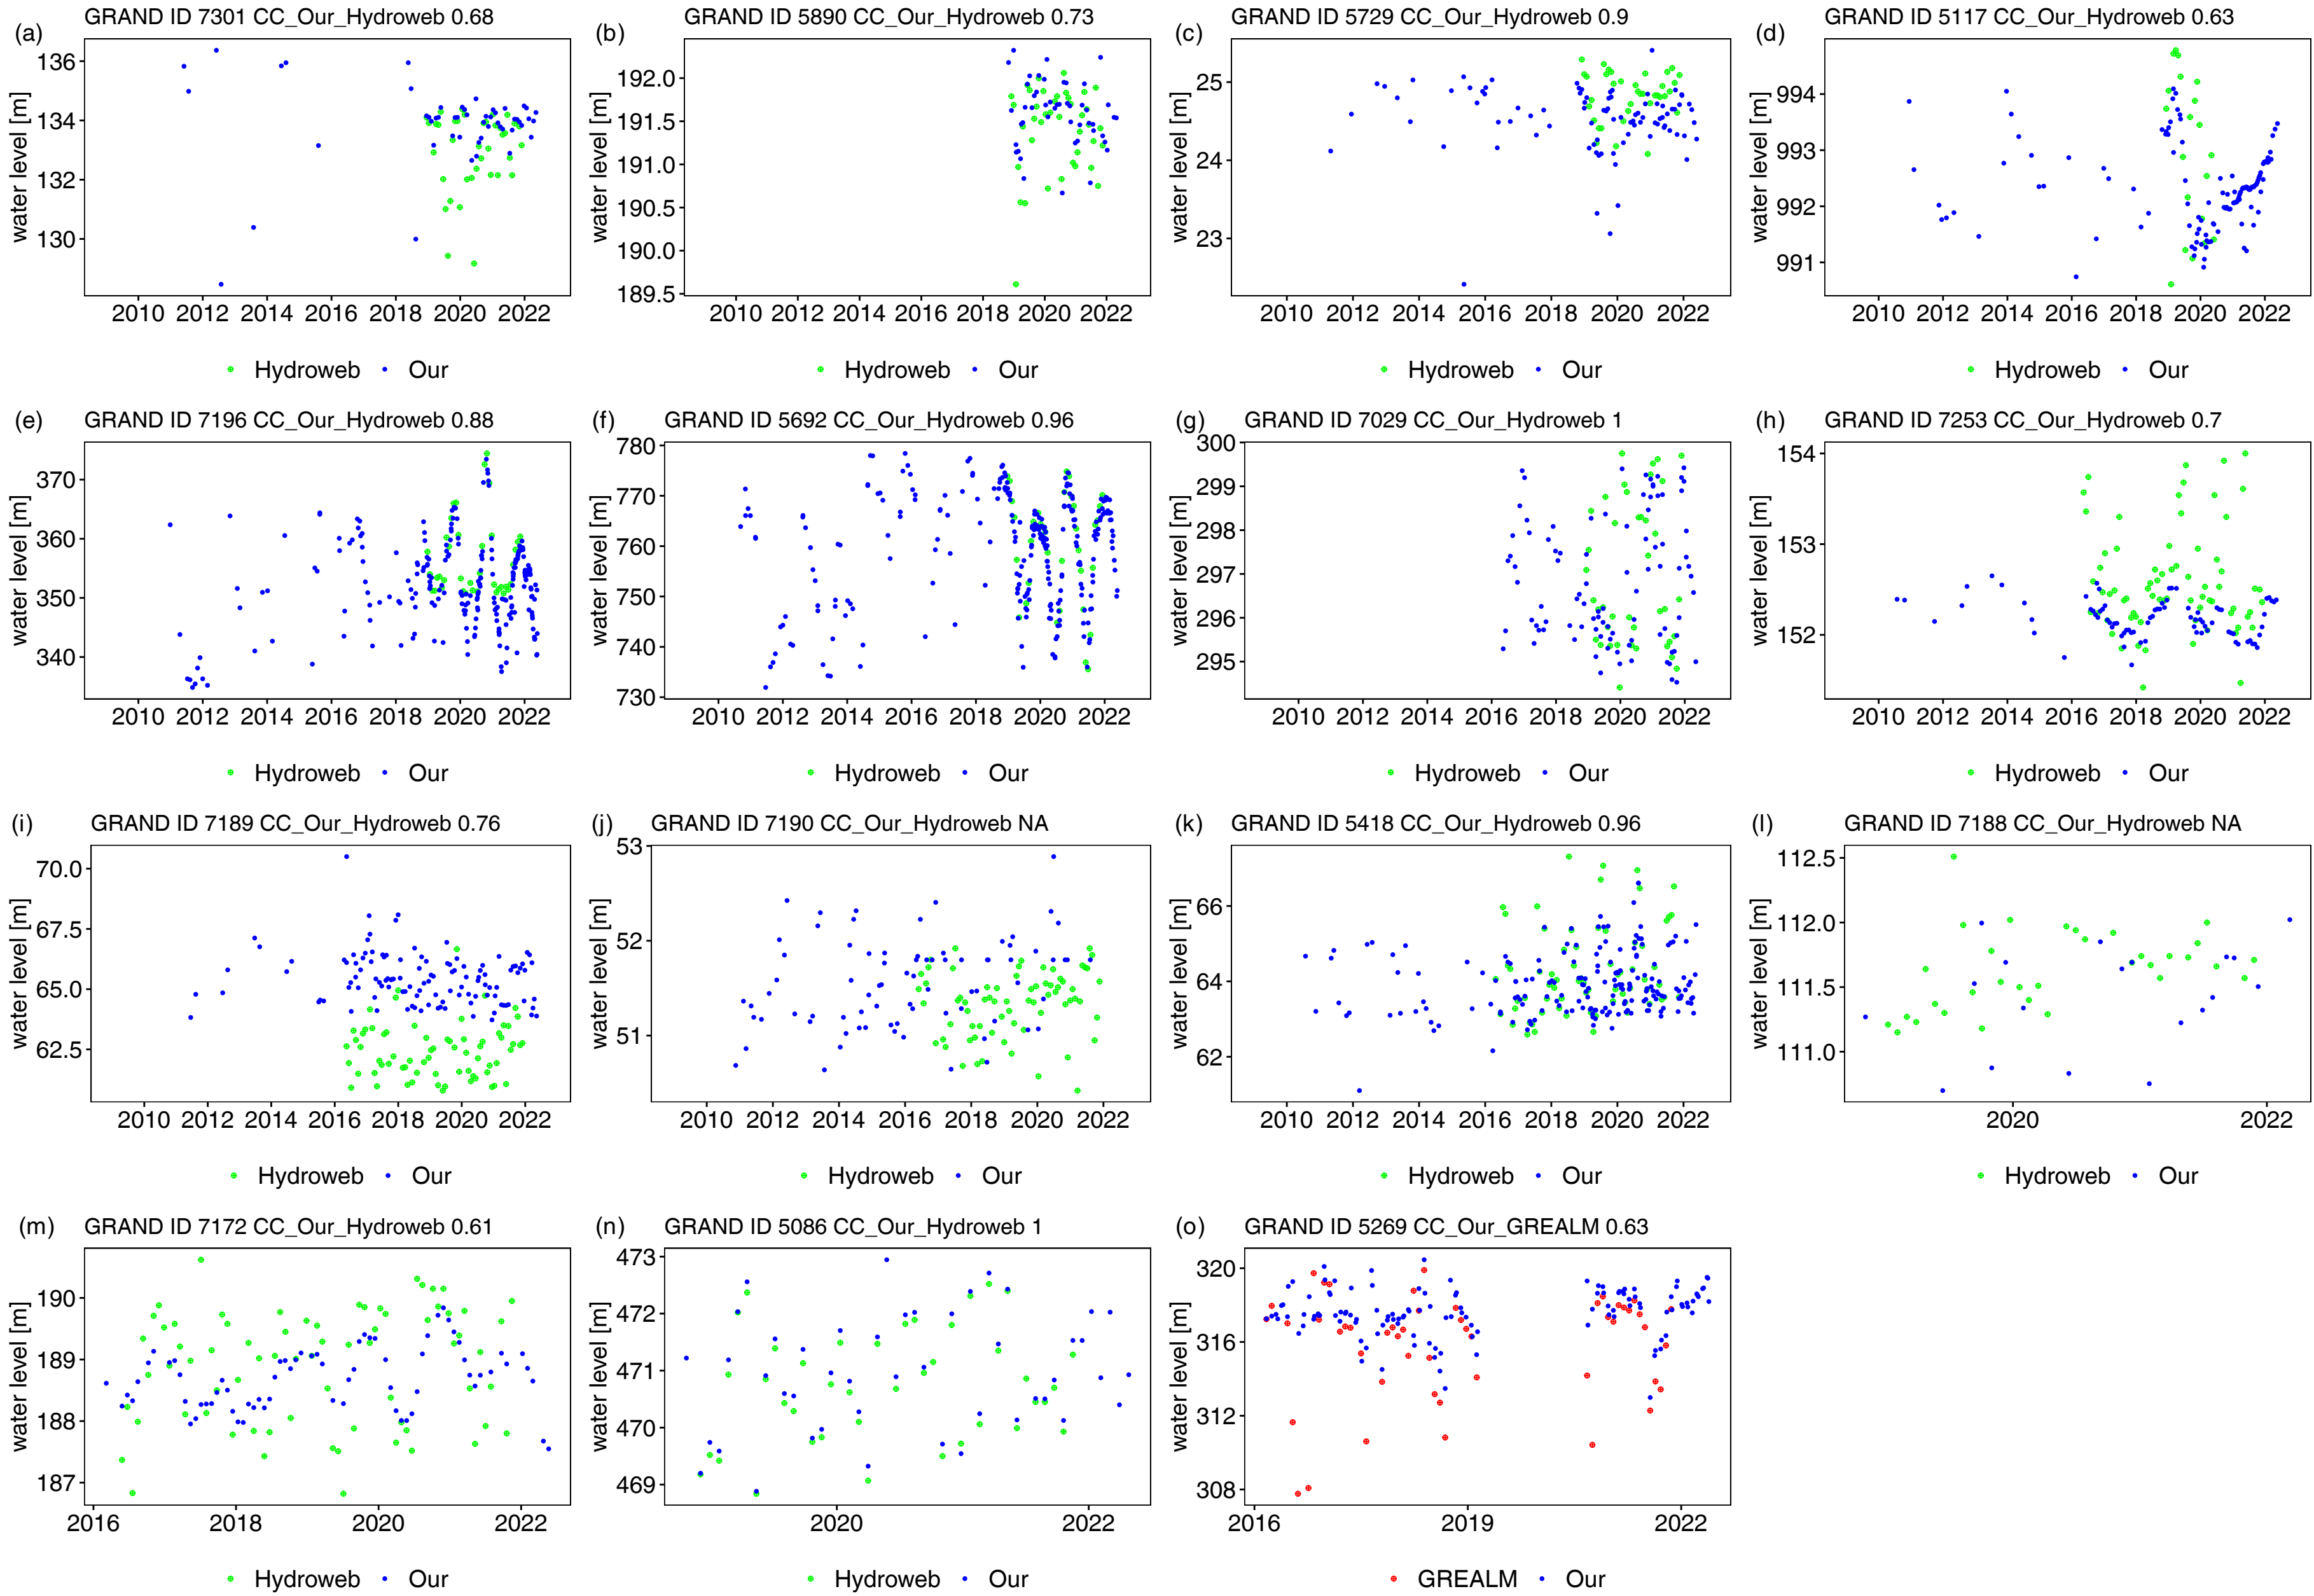 (a) GRAND ID 7301 CC_Our_Hydroweb 0.68
water level [m]
136
134
132
130
2010 2012 2014 2016 2018 2020 2022
Hydroweb Our
(b) GRAND ID 5890 CC_Our_Hydroweb 0.73
water level [m]
192.0
191.5
191.0
190.5
190.0
189.5
2010 2012 2014 2016 2018 2020 2022
Hydroweb Our
(c) GRAND ID 5729 CC_Our_Hydroweb 0.9
water level [m]
25
24
23
2010 2012 2014 2016 2018 2020 2022
Hydroweb Our
(d) GRAND ID 5117 CC_Our_Hydroweb 0.63
water level [m]
994
993
992
991
2010 2012 2014 2016 2018 2020 2022
Hydroweb Our
(e) GRAND ID 7196 CC_Our_Hydroweb 0.88
water level [m]
370
360
350
340
2010 2012 2014 2016 2018 2020 2022
Hydroweb Our
(f) GRAND ID 5692 CC_Our_Hydroweb 0.96
water level [m]
780
770
760
750
740
730
2010 2012 2014 2016 2018 2020 2022
Hydroweb Our
(g) GRAND ID 7029 CC_Our_Hydroweb 1
water level [m]
300
299
298
297
296
295
2010 2012 2014 2016 2018 2020 2022
Hydroweb Our
(h) GRAND ID 7253 CC_Our_Hydroweb 0.7
water level [m]
154
153
152
2010 2012 2014 2016 2018 2020 2022
Hydroweb Our
(i) GRAND ID 7189 CC_Our_Hydroweb 0.76
water level [m]
70.0
67.5
65.0
62.5
2010 2012 2014 2016 2018 2020 2022
Hydroweb Our
(j) GRAND ID 7190 CC_Our_Hydroweb NA
water level [m]
53
52
51
2010 2012 2014 2016 2018 2020 2022
Hydroweb Our
(k) GRAND ID 5418 CC_Our_Hydroweb 0.96
water level [m]
66
64
62
2010 2012 2014 2016 2018 2020 2022
Hydroweb Our
(l) GRAND ID 7188 CC_Our_Hydroweb NA
water level [m]
112.5
112.0
111.5
111.0
2020 2022
Hydroweb Our
(m) GRAND ID 7172 CC_Our_Hydroweb 0.61
water level [m]
190
189
188
187
2016 2018 2020 2022
Hydroweb Our
(n) GRAND ID 5086 CC_Our_Hydroweb 1
water level [m]
473
472
471
470
469
2020 2022
Hydroweb Our
(o) GRAND ID 5269 CC_Our_GREALM 0.63
water level [m]
320
316
312
308
2016 2019 2022
GREALM Our